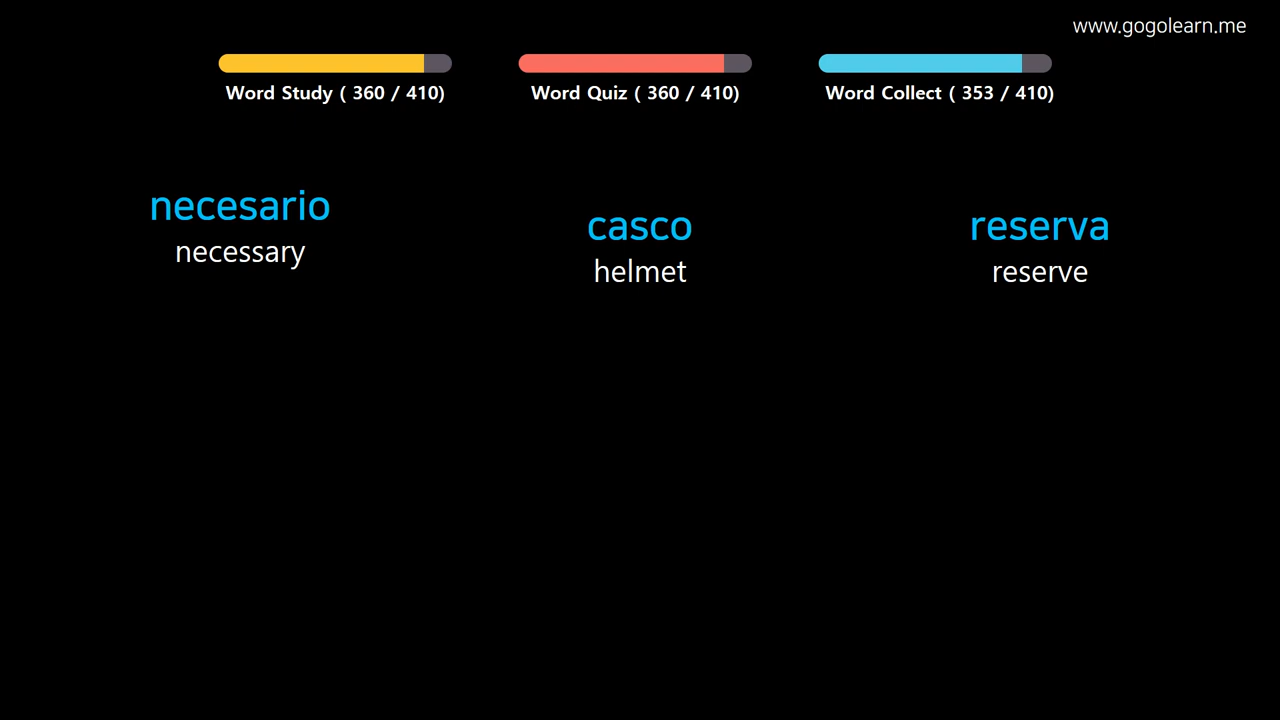 www.gogolearn.me
Word Study ( 360 / 410)
Word Quiz ( 360 / 410)
Word Collect ( 353 / 410)
necesario
necessary
casco
helmet
reserva
reserve